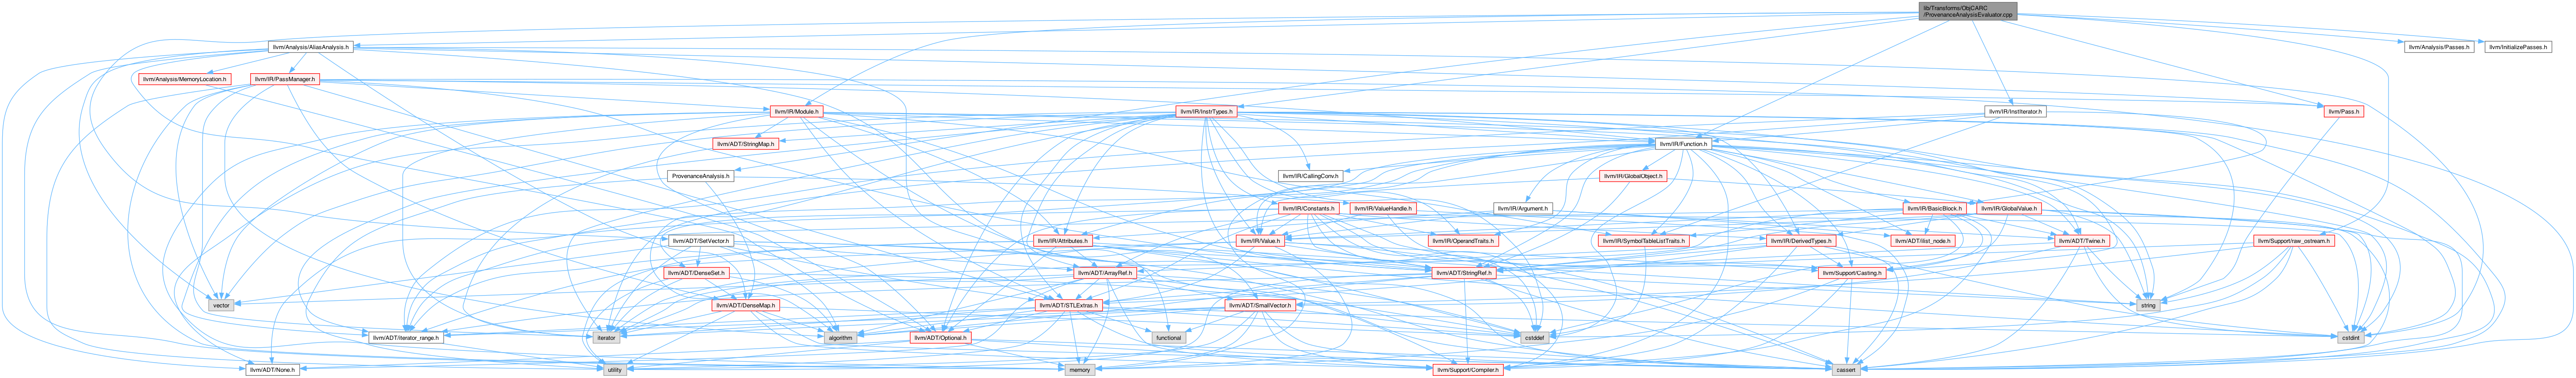 lib/Transforms/ObjCARC
/ProvenanceAnalysisEvaluator.cpp
llvm/Analysis/AliasAnalysis.h
llvm/Analysis/Passes.h
llvm/InitializePasses.h
llvm/Analysis/MemoryLocation.h
llvm/IR/PassManager.h
llvm/IR/Module.h
llvm/IR/InstrTypes.h
llvm/IR/InstIterator.h
llvm/Pass.h
llvm/ADT/StringMap.h
llvm/IR/Function.h
ProvenanceAnalysis.h
llvm/IR/CallingConv.h
llvm/IR/GlobalObject.h
llvm/IR/Constants.h
llvm/IR/ValueHandle.h
llvm/IR/Argument.h
llvm/IR/BasicBlock.h
llvm/IR/GlobalValue.h
llvm/ADT/SetVector.h
llvm/IR/Attributes.h
llvm/IR/Value.h
llvm/IR/OperandTraits.h
llvm/IR/SymbolTableListTraits.h
llvm/IR/DerivedTypes.h
llvm/ADT/ilist_node.h
llvm/ADT/Twine.h
llvm/Support/raw_ostream.h
llvm/ADT/DenseSet.h
llvm/ADT/ArrayRef.h
llvm/ADT/StringRef.h
llvm/Support/Casting.h
vector
llvm/ADT/DenseMap.h
llvm/ADT/STLExtras.h
llvm/ADT/SmallVector.h
string
llvm/ADT/iterator_range.h
iterator
algorithm
llvm/ADT/Optional.h
functional
cstddef
cstdint
llvm/ADT/None.h
utility
memory
llvm/Support/Compiler.h
cassert